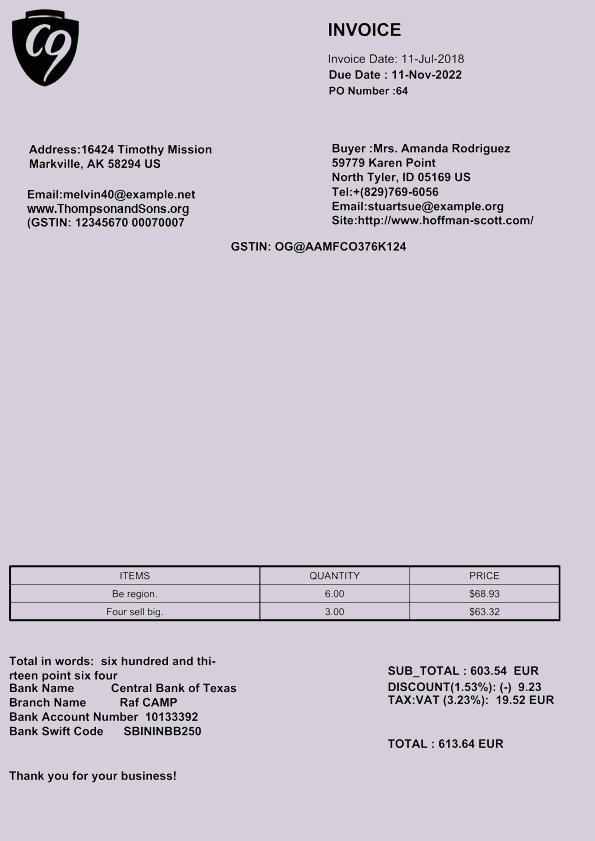 C9
INVOICE
Invoice Date: 11-Jul-2018
Due Date : 11-Nov-2022
PO Number :64
Address:16424 Timothy Mission
Markville, AK 58294 US
Email:melvin40@example.net
www.ThompsonandSons.org
(GSTIN: 12345670 00070007
Buyer :Mrs. Amanda Rodriguez
59779 Karen Point
North Tyler, ID 05169 US
Tel:+(829)769-6056
Email:stuartsue@example.org
Site:http://www.hoffman-scott.com/
GSTIN: OG@AAMFCO376K124
ITEMS QUANTITY PRICE
Be region. 6.00 $68.93
Four sell big. 3.00 $63.32
Total in words: six hundred and thi-
rteen point six four
Bank Name Central Bank of Texas
Branch Name Raf CAMP
Bank Account Number 10133392
Bank Swift Code SBININBB250
SUB_TOTAL : 603.54 EUR
DISCOUNT(1.53%): (-) 9.23
TAX:VAT (3.23%): 19.52 EUR
TOTAL : 613.64 EUR
Thank you for your business!